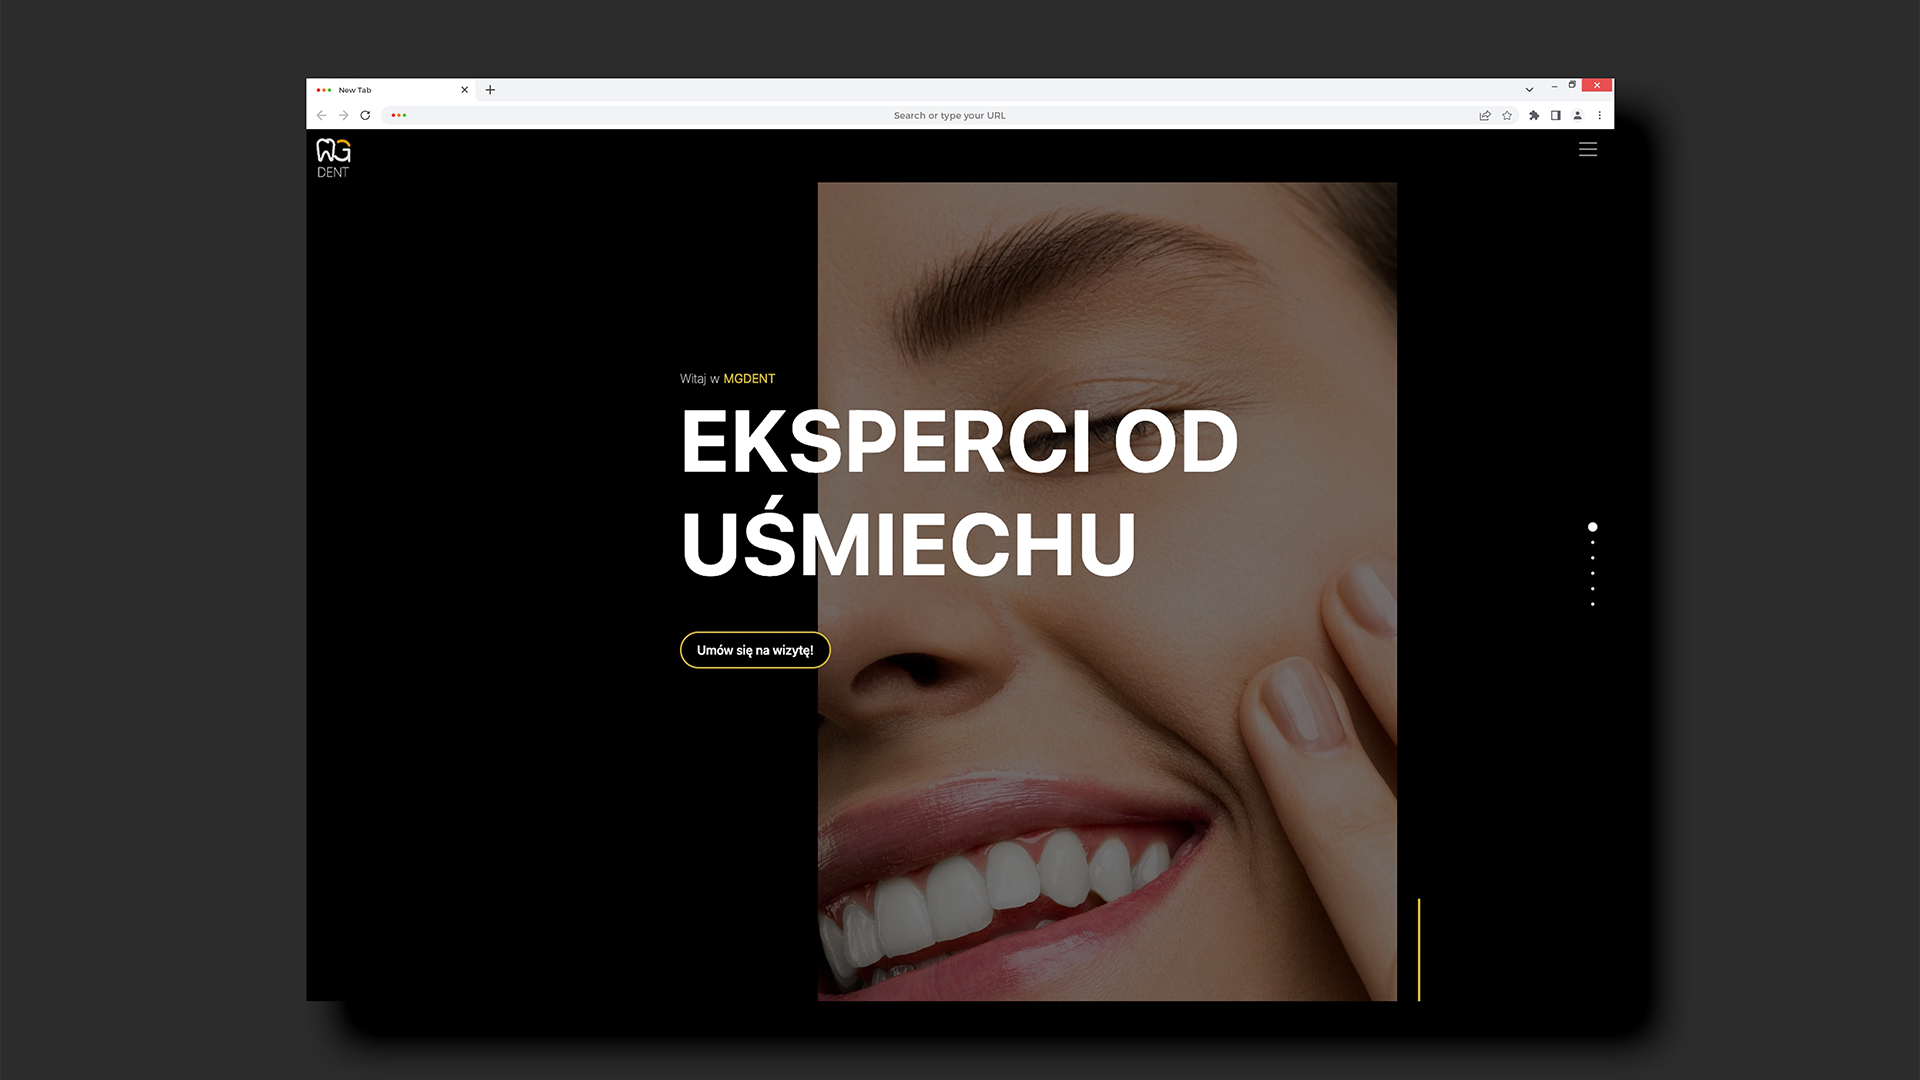 New Tab
Search or type your URL
MG
DENT
Witaj w MGDENT
EKSPERCI OD
UŚMIECHU
Umów się na wizytę!